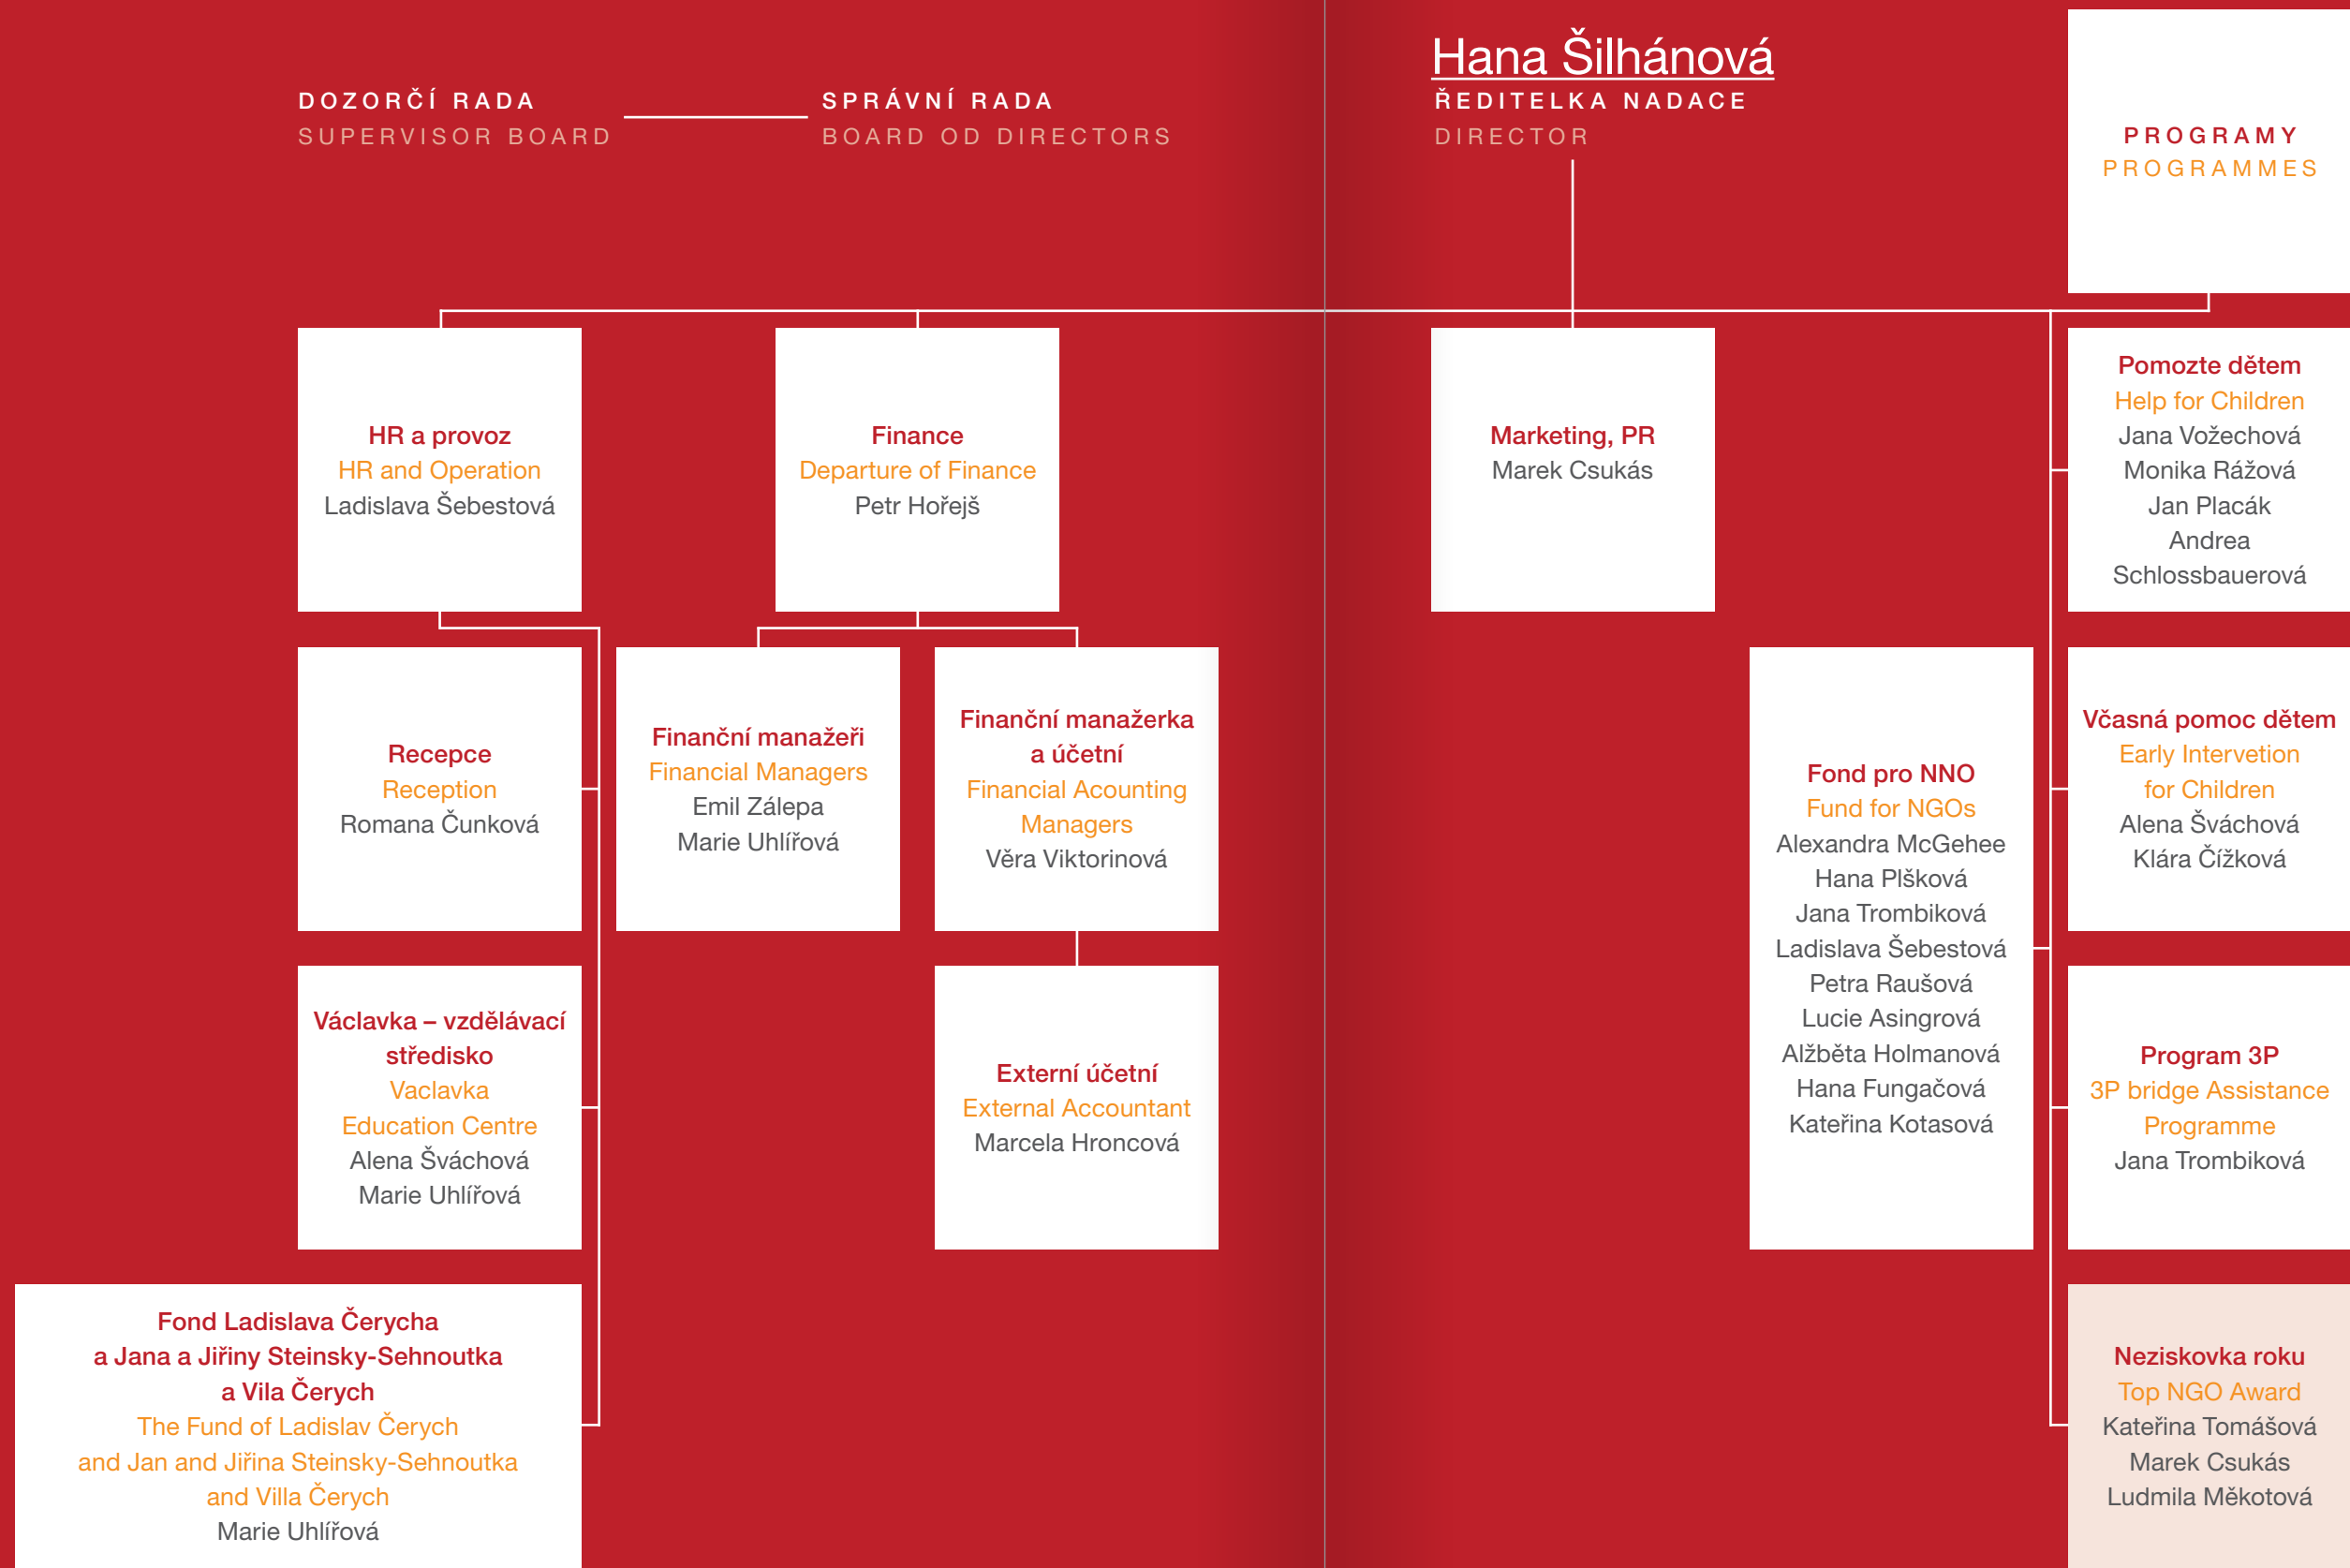 DOZORČÍ RADA
SUPERVISOR BOARD
SPRÁVNÍ RADA
BOARD OD DIRECTORS
Hana Šilhánová
ŘEDITELKA NADACE
DIRECTOR
PROGRAMY
PROGRAMMES
HR a provoz
HR and Operation
Ladislava Šebestová
Finance
Departure of Finance
Petr Hořejš
Marketing, PR
Marek Csukás
Pomozte dětem
Help for Children
Jana Vožechová
Monika Rážová
Jan Placák
Andrea
Schlossbauerová
Recepce
Reception
Romana Čunková
Finanční manažeři
Financial Managers
Emil Zálepa
Marie Uhlířová
Finanční manažerka
a účetní
Financial Acounting
Managers
Věra Viktorinová
Fond pro NNO
Fund for NGOs
Alexandra McGehee
Hana Plšková
Jana Trombiková
Ladislava Šebestová
Petra Raušová
Lucie Asingrová
Alžběta Holmanová
Hana Fungačová
Kateřina Kotasová
Včasná pomoc dětem
Early Intervetion
for Children
Alena Šváchová
Klára Čížková
Václavka – vzdělávací
středisko
Vaclavka
Education Centre
Alena Šváchová
Marie Uhlířová
Externí účetní
External Accountant
Marcela Hroncová
Program 3P
3P bridge Assistance
Programme
Jana Trombiková
Fond Ladislava Čerycha
a Jana a Jiřiny Steinsky-Sehnoutka
a Vila Čerych
The Fund of Ladislav Čerych
and Jan and Jiřina Steinsky-Sehnoutka
and Villa Čerych
Marie Uhlířová
Neziskovka roku
Top NGO Award
Kateřina Tomášová
Marek Csukás
Ludmila Měkotová